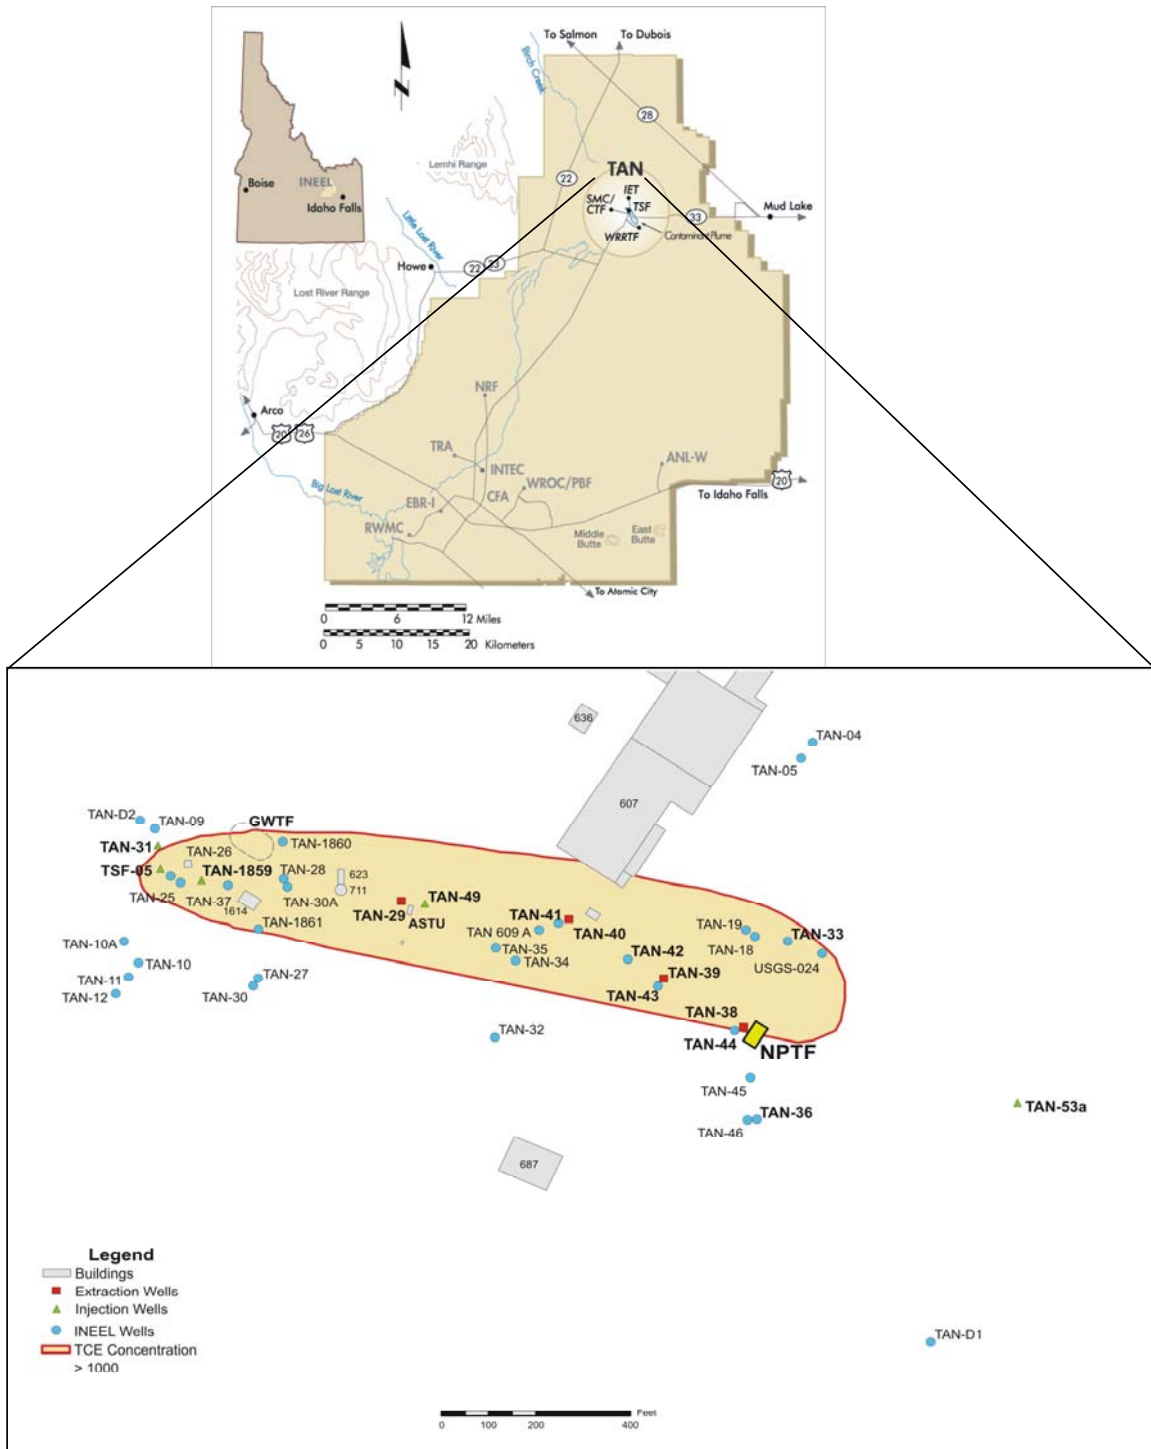 To Salmon
To Dubois
Birch Creek
N
28
Lemhi Range
TAN
22
Boise
INEEL
Idaho Falls
IET
SMC/
CTF
TSF
33
Mud Lake
Little Lost River
WRRTF
Contaminant Plume
Howe
22
33
Lost River Range
NRF
Arco
20
26
TRA
INTEC
ANL-W
WROC/PBF
20
Big Lost River
CFA
To Idaho Falls
EBR-I
RWMC
Middle
Butte
East
Butte
To Atomic City
0 6 12 Miles
0 5 10 15 20 Kilometers
636
TAN-04
TAN-05
607
TAN-D2
TAN-09
GWTF
TAN-31
TAN-1860
TAN-26
TSF-05
TAN-1859
TAN-28
623
711
TAN-25
TAN-37
1614
TAN-30A
TAN-49
TAN-29
ASTU
TAN-41
TAN-1861
TAN 609 A
TAN-40
TAN-19
TAN-33
TAN-10A
TAN-35
TAN-42
TAN-18
TAN-10
TAN-34
USGS-024
TAN-11
TAN-27
TAN-39
TAN-12
TAN-30
TAN-43
TAN-38
TAN-32
TAN-44
NPTF
TAN-45
TAN-53a
TAN-36
TAN-46
687
Legend
Buildings
Extraction Wells
Injection Wells
INEEL Wells
TCE Concentration
> 1000
TAN-D1
Feet
0 100 200 400